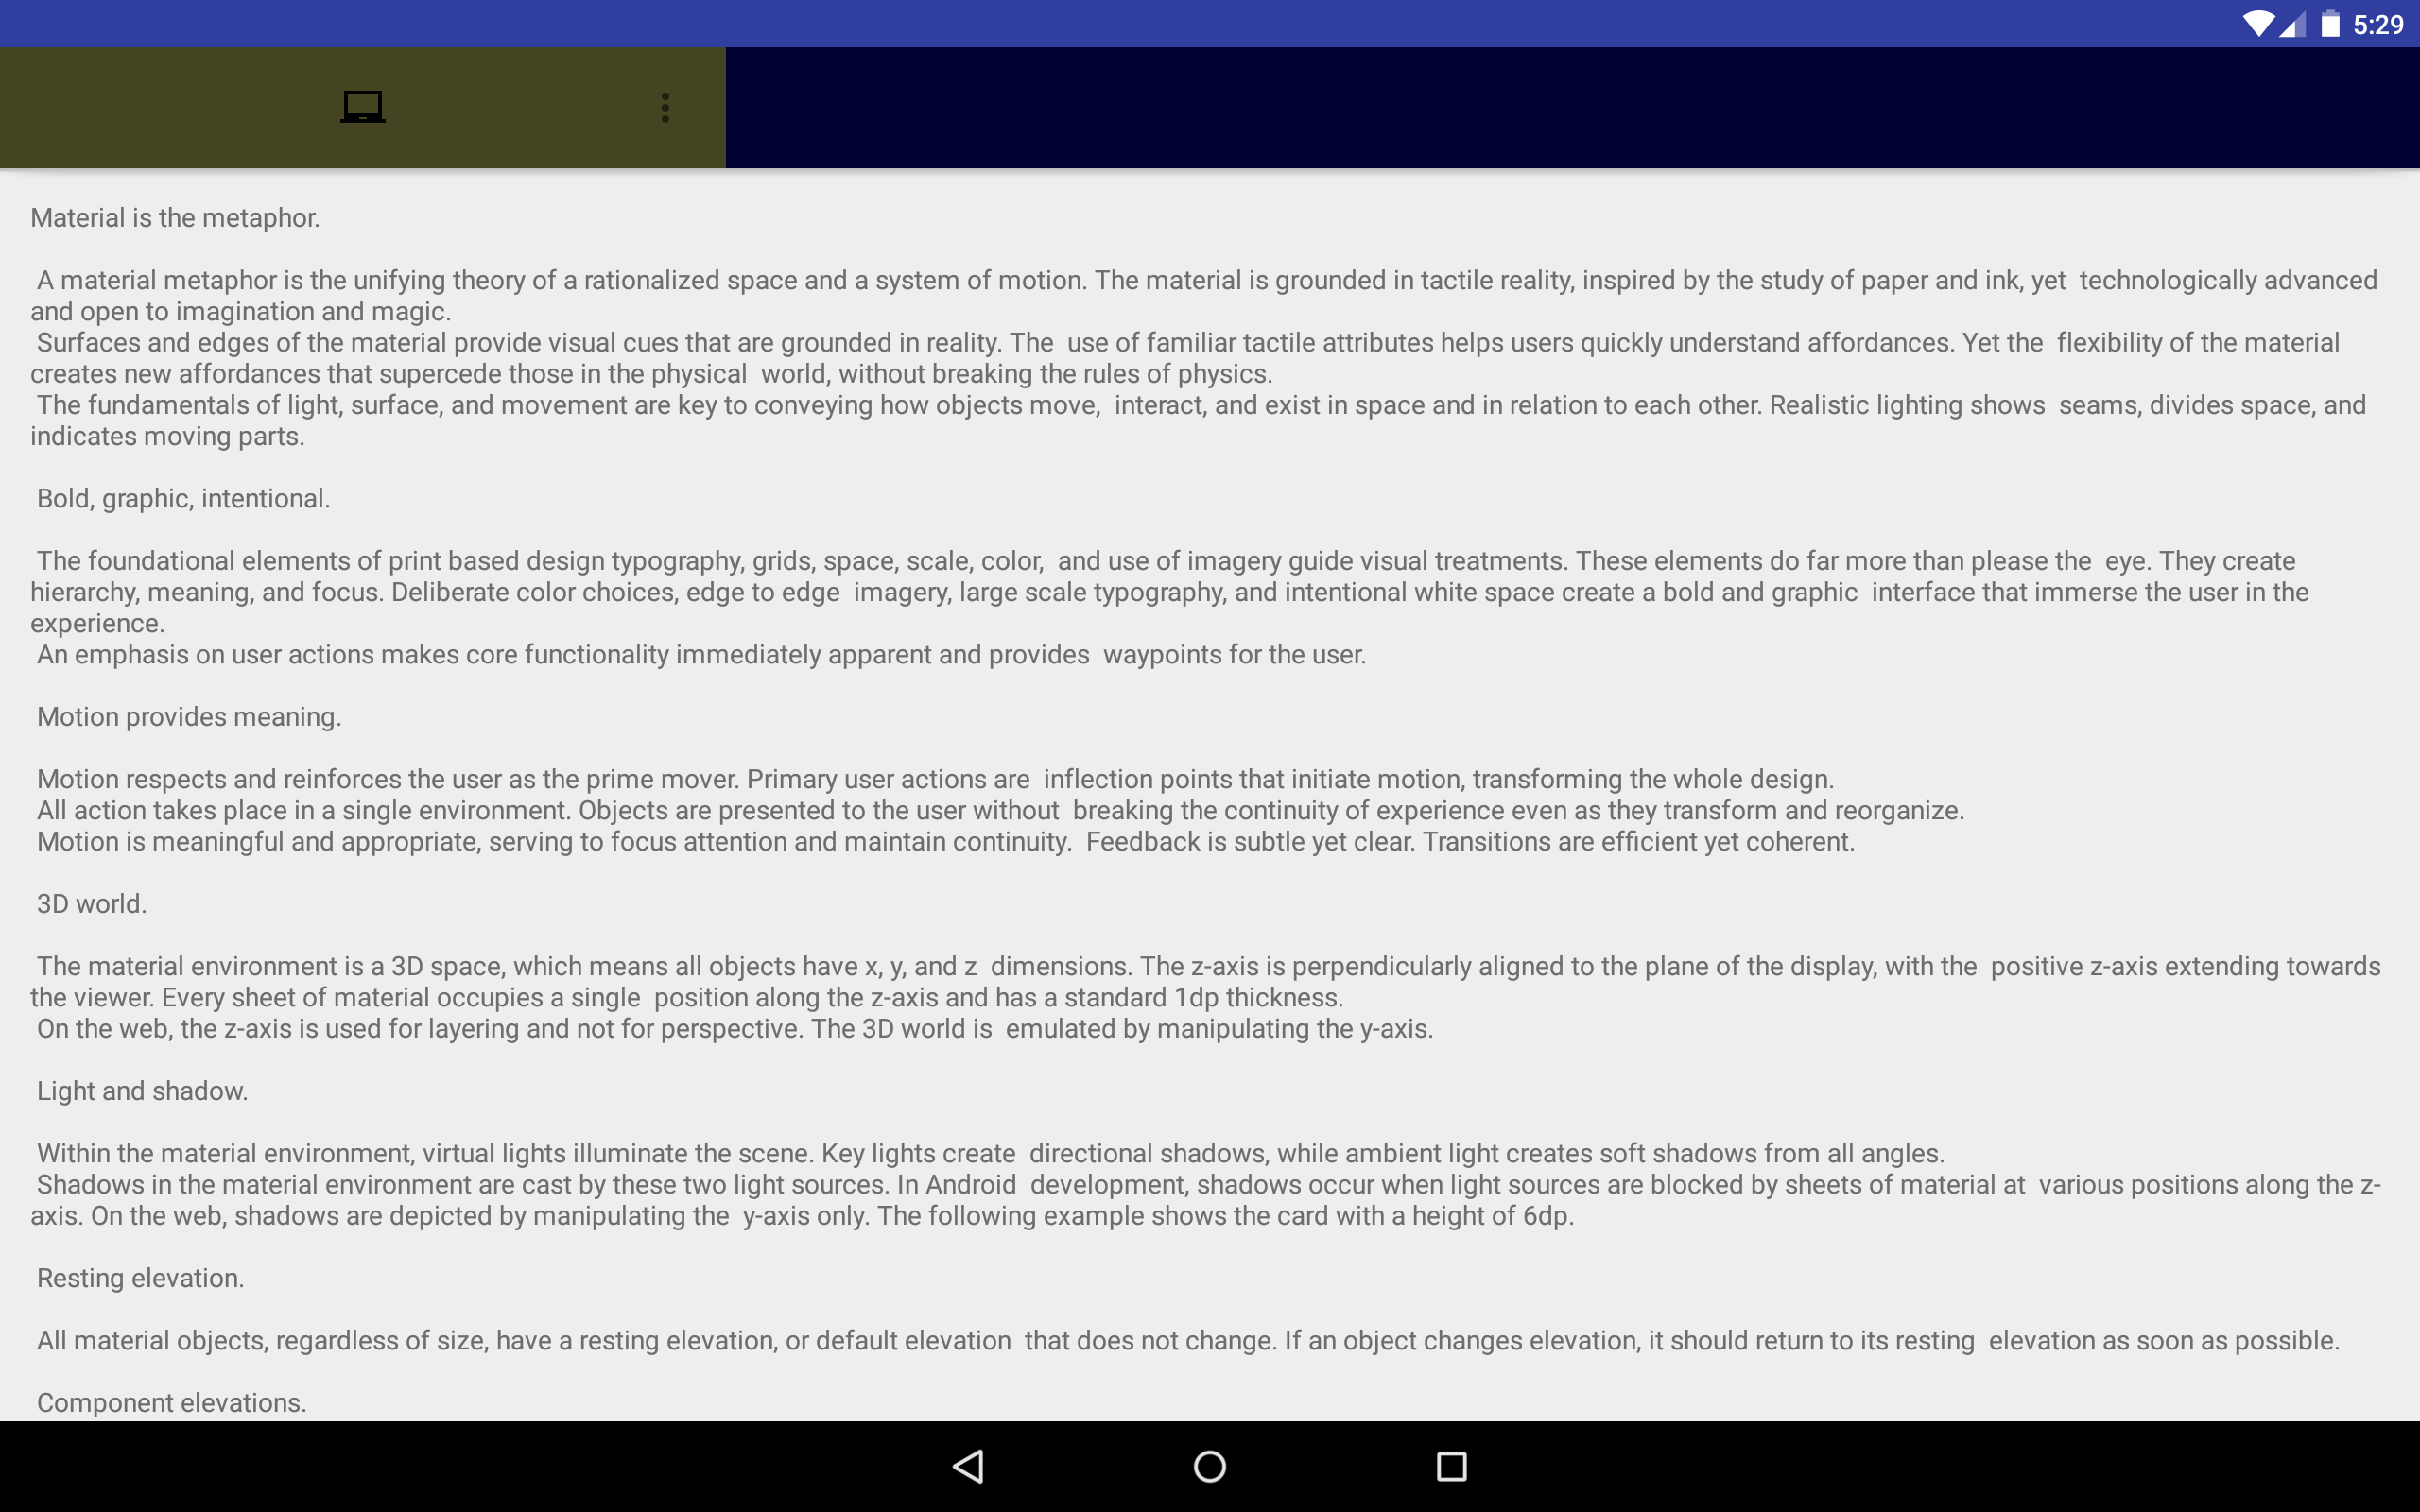 5:29
Material is the metaphor.
A material metaphor is the unifying theory of a rationalized space and a system of motion. The material is grounded in tactile reality, inspired by the study of paper and ink, yet  technologically advanced
and open to imagination and magic.
Surfaces and edges of the material provide visual cues that are grounded in reality. The  use of familiar tactile attributes helps users quickly understand affordances. Yet the  flexibility of the material
creates new affordances that supercede those in the physical  world, without breaking the rules of physics.
The fundamentals of light, surface, and movement are key to conveying how objects move,  interact, and exist in space and in relation to each other. Realistic lighting shows  seams, divides space, and
indicates moving parts.
Bold, graphic, intentional.
The foundational elements of print based design typography, grids, space, scale, color,  and use of imagery guide visual treatments. These elements do far more than please the  eye. They create
hierarchy, meaning, and focus. Deliberate color choices, edge to edge  imagery, large scale typography, and intentional white space create a bold and graphic  interface that immerse the user in the
experience.
An emphasis on user actions makes core functionality immediately apparent and provides  waypoints for the user.
Motion provides meaning.
Motion respects and reinforces the user as the prime mover. Primary user actions are  inflection points that initiate motion, transforming the whole design.
All action takes place in a single environment. Objects are presented to the user without  breaking the continuity of experience even as they transform and reorganize.
Motion is meaningful and appropriate, serving to focus attention and maintain continuity.  Feedback is subtle yet clear. Transitions are efficient yet coherent.
3D world.
The material environment is a 3D space, which means all objects have x, y, and z  dimensions. The z-axis is perpendicularly aligned to the plane of the display, with the  positive z-axis extending towards
the viewer. Every sheet of material occupies a single  position along the z-axis and has a standard 1dp thickness.
On the web, the z-axis is used for layering and not for perspective. The 3D world is  emulated by manipulating the y-axis.
Light and shadow.
Within the material environment, virtual lights illuminate the scene. Key lights create  directional shadows, while ambient light creates soft shadows from all angles.
Shadows in the material environment are cast by these two light sources. In Android  development, shadows occur when light sources are blocked by sheets of material at  various positions along the z-
axis. On the web, shadows are depicted by manipulating the  y-axis only. The following example shows the card with a height of 6dp.
Resting elevation.
All material objects, regardless of size, have a resting elevation, or default elevation  that does not change. If an object changes elevation, it should return to its resting  elevation as soon as possible.
Component elevations.